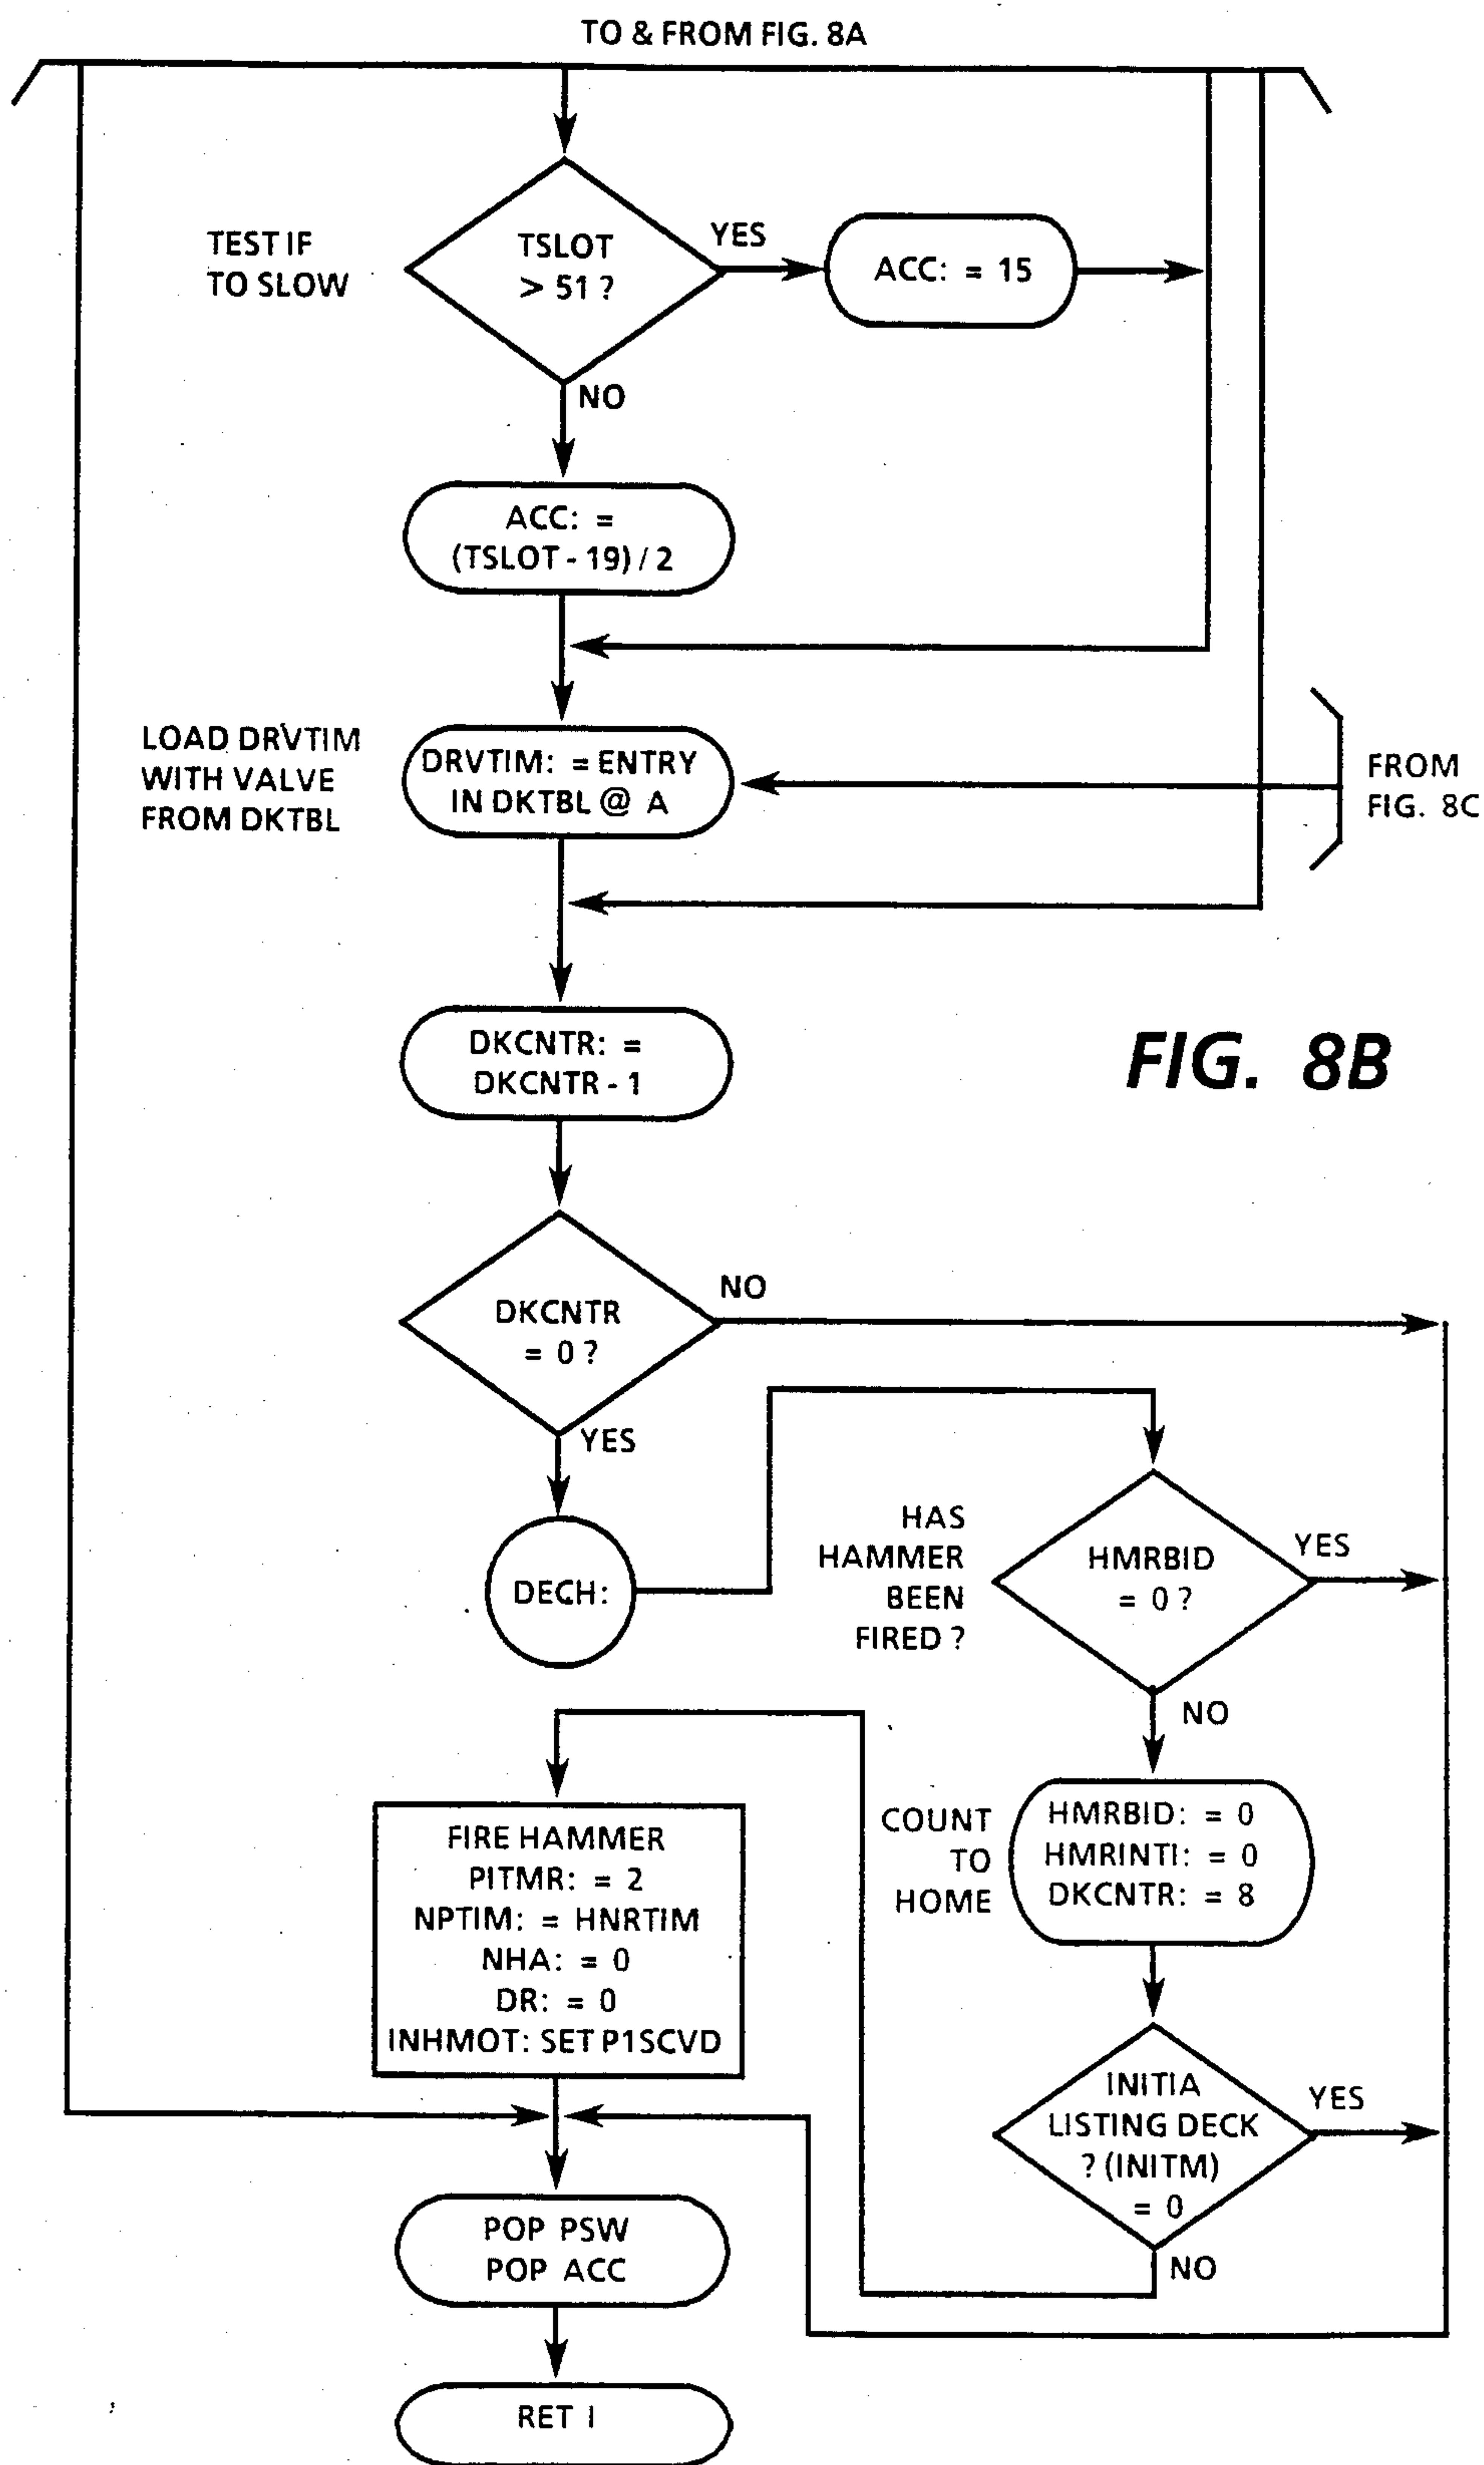 TO & FROM FIG. 8A
TEST IF
TO SLOW
TSLOT
> 51 ?
YES
ACC: = 15
NO
ACC: =
(TSLOT - 19) / 2
LOAD DRVTIM
WITH VALVE
FROM DKTBL
DRVTIM: = ENTRY
IN DKTBL @ A
FROM
FIG. 8C
DKCNTR: =
DKCNTR - 1
FIG. 8B
DKCNTR
= 0 ?
NO
YES
DECH:
HAS
HAMMER
BEEN
FIRED ?
HMRBID
= 0 ?
YES
NO
COUNT
TO
HOME
HMRBID: = 0
HMRINTI: = 0
DKCNTR: = 8
FIRE HAMMER
PITMR: = 2
NPTIM: = HNRTIM
NHA: = 0
DR: = 0
INHMOT: SET P1SCVD
INITIA
LISTING DECK
? (INITM)
= 0
YES
NO
POP PSW
POP ACC
RET I